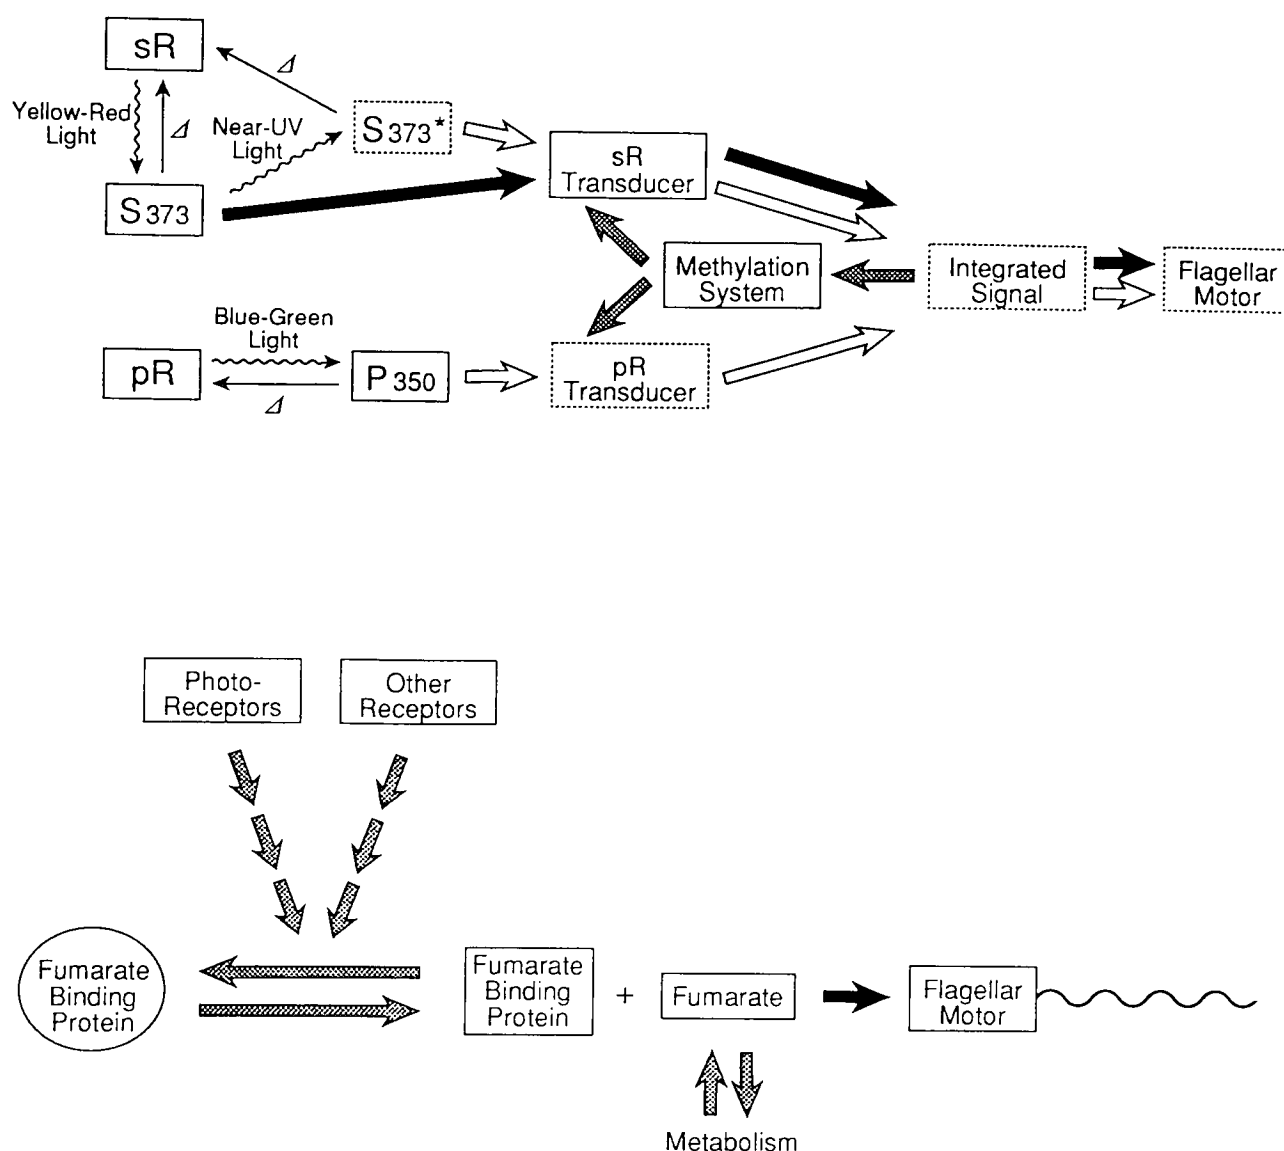 sR
Δ
Yellow-Red
Light
Δ
Near-UV
Light
S373*
sR
Transducer
S373
Methylation
System
Integrated
Signal
Flagellar
Motor
Blue-Green
Light
pR
P350
pR
Transducer
Δ
Photo-
Receptors
Other
Receptors
Fumarate
Binding
Protein
Fumarate
Binding
Protein
+
Fumarate
Flagellar
Motor
Metabolism